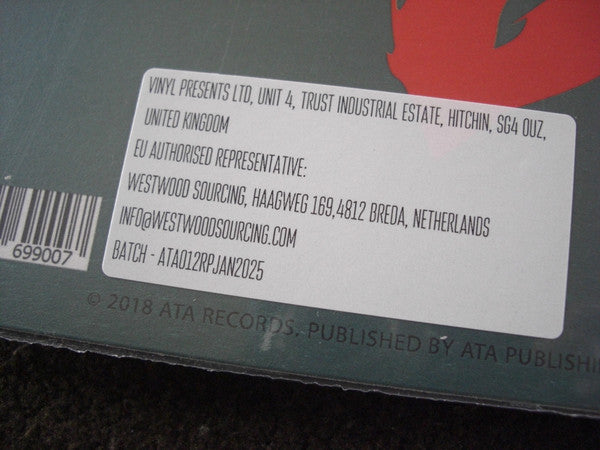 VINYL PRESENTS LTD, UNIT 4, TRUST INDUSTRIAL ESTATE, HITCHIN, SG4 0UZ,
UNITED KINGDOM
EU AUTHORISED REPRESENTATIVE:
WESTWOOD SOURCING, HAAGWEG 169,4812 BREDA, NETHERLANDS
INFO@WESTWOODSOURCING.COM
BATCH - ATA012RPJAN2025
699007
© 2018 ATA RECORDS. PUBLISHED BY ATA PUBLISHI